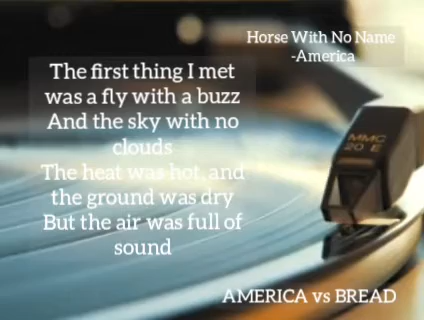 Horse With No Name
-America
The first thing I met
was a fly with a buzz
And the sky with no
clouds
The heat was hot, and
the ground was dry
But the air was full of
sound
MMC
20 E
AMERICA vs BREAD